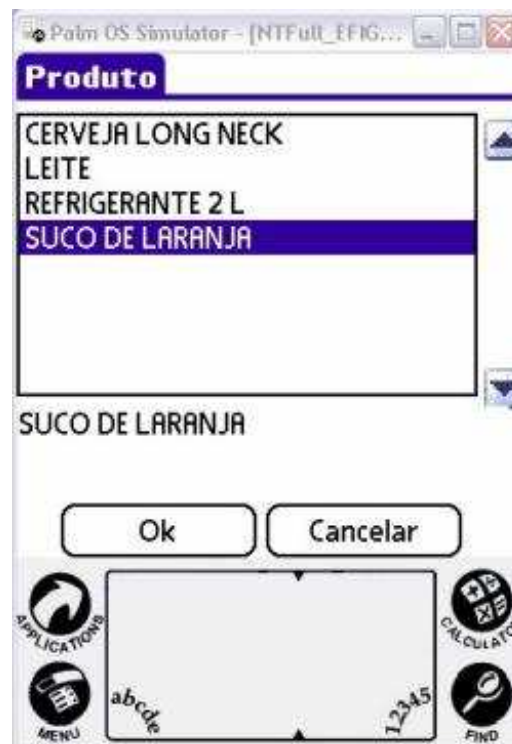 Palm OS Simulator - [NTFull_EFIG...
Produto
CERVEJA LONG NECK
LEITE
REFRIGERANTE 2 L
SUCO DE LARANJA
SUCO DE LARANJA
Ok Cancelar
APPLICATIONS
CALCULATOR
abcde
12345
MENU
FIND